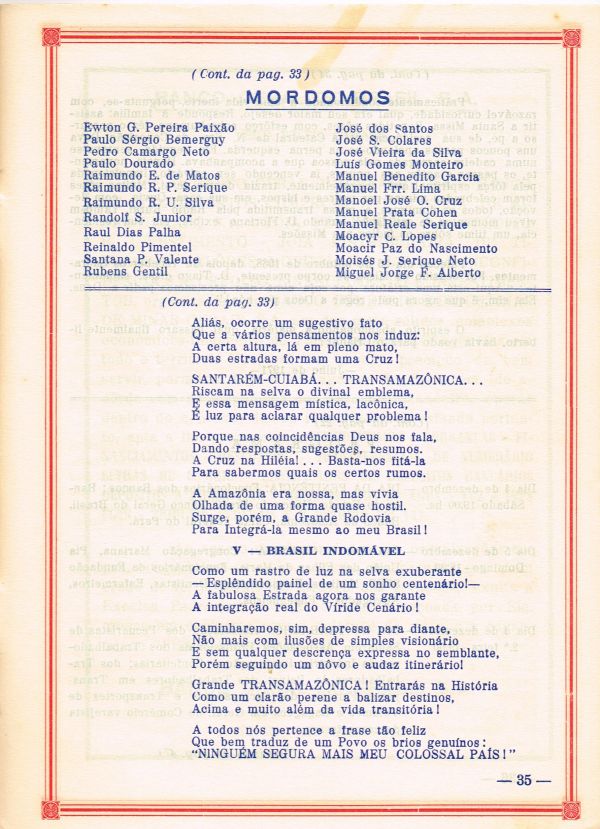 (Cont. da pag. 33)
MORDOMOS
Ewton G. Pereira Paixão
Paulo Sérgio Bemerguy
Pedro Camargo Neto
Paulo Dourado
Raimundo E. de Matos
Raimundo R. P. Serique
Raimundo R. U. Silva
Randolf S. Junior
Raul Dias Palha
Reinaldo Pimentel
Santana P. Valente
Rubens Gentil
José dos Santos
José S. Colares
José Vieira da Silva
Luís Gomes Monteiro
Manuel Benedito Garcia
Manuel Frr. Lima
Manoel José O. Cruz
Manuel Prata Cohen
Manuel Reale Serique
Moacyr C. Lopes
Moacir Paz do Nascimento
Moisés J. Serique Neto
Miguel Jorge F. Alberto
(Cont. da pag. 33)
Aliás, ocorre um sugestivo fato
Que a vários pensamentos nos induz:
A certa altura, lá em pleno mato,
Duas estradas formam uma Cruz!
SANTARÉM-CUIABÁ... TRANSAMAZÔNICA...
Riscam na selva o divinal emblema,
E essa mensagem mística, lacônica,
É luz para aclarar qualquer problema!
Porque nas coincidências Deus nos fala,
Dando respostas, sugestões, resumos.
A Cruz na Hiléia!... Basta-nos fitá-la
Para sabermos quais os certos rumos.
A Amazônia era nossa, mas vivia
Olhada de uma forma quase hostil.
Surge, porém, a Grande Rodovia
Para Integrá-la mesmo ao meu Brasil!
V — BRASIL INDOMÁVEL
Como um rastro de luz na selva exuberante
—Esplêndido painel de um sonho centenário!—
A fabulosa Estrada agora nos garante
A integração real do Víride Cenário!
Caminharemos, sim, depressa para diante,
Não mais com ilusões de simples visionário
E sem qualquer descrença expressa no semblante,
Porém seguindo um nôvo e audaz itinerário!
Grande TRANSAMAZÔNICA! Entrarás na História
Como um clarão perene a balizar destinos,
Acima e muito além da vida transitória!
A todos nós pertence a frase tão feliz
Que bem traduz de um Povo os brios genuínos:
"NINGUÉM SEGURA MAIS MEU COLOSSAL PAÍS!"
— 35 —